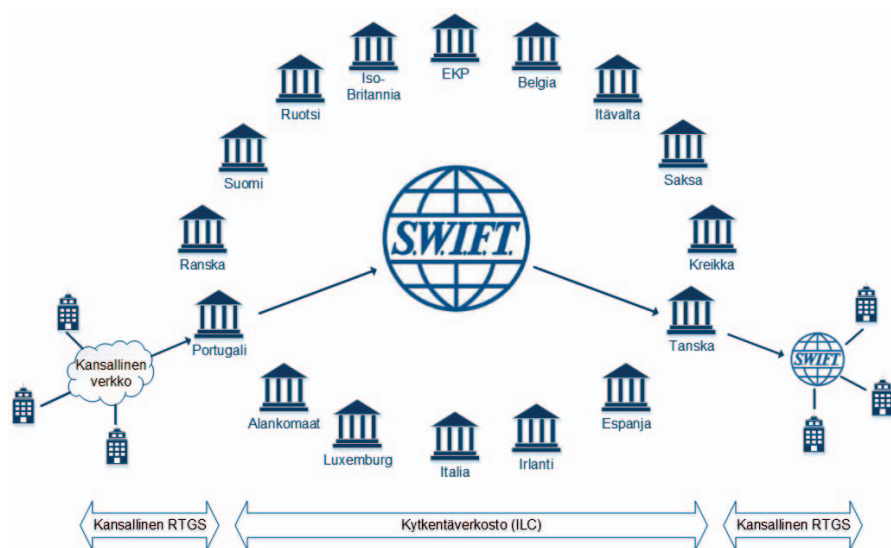 EKP
Iso-
Britannia
Belgia
Ruotsi
Itävalta
Suomi
Saksa
S.W.I.F.T.
Ranska
Kreikka
Portugali
Tanska
Kansallinen
verkko
SWIFT
Alankomaat
Espanja
Luxemburg
Italia
Irlanti
Kansallinen RTGS
Kytkentäverkosto (ILC)
Kansallinen RTGS